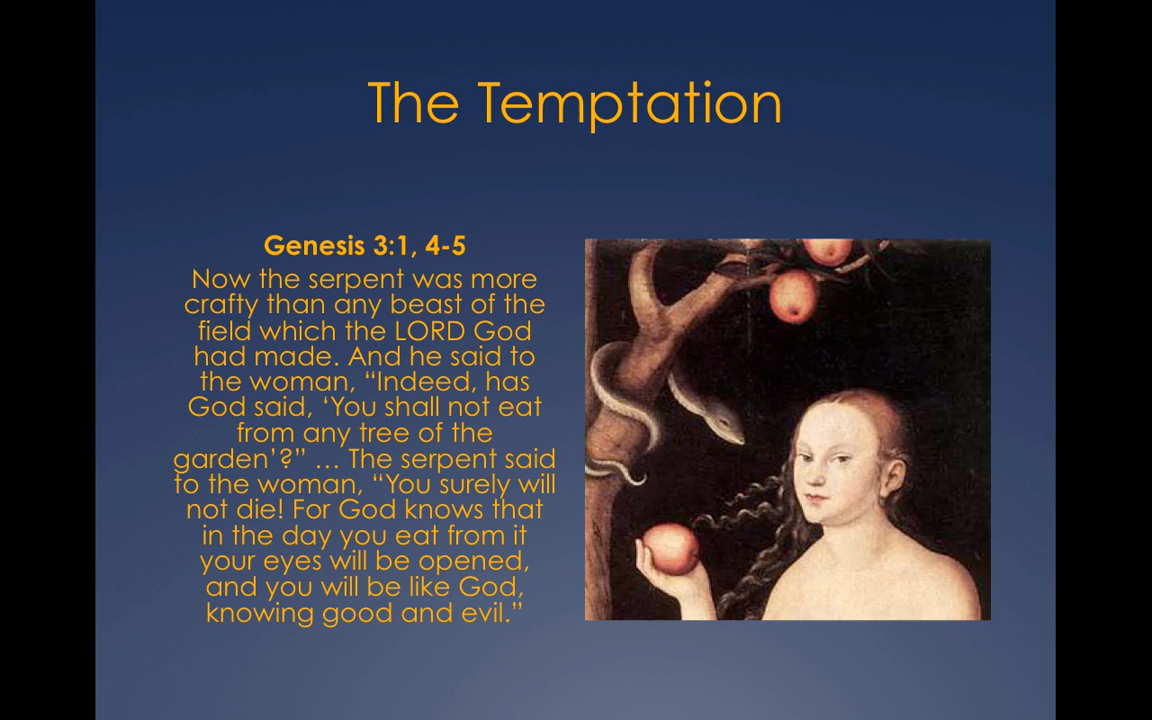 The Temptation
Genesis 3:1, 4-5
Now the serpent was more
crafty than any beast of the
field which the LORD God
had made. And he said to
the woman, “Indeed, has
God said, ‘You shall not eat
from any tree of the
garden’?” … The serpent said
to the woman, “You surely will
not die! For God knows that
in the day you eat from it
your eyes will be opened,
and you will be like God,
knowing good and evil.”